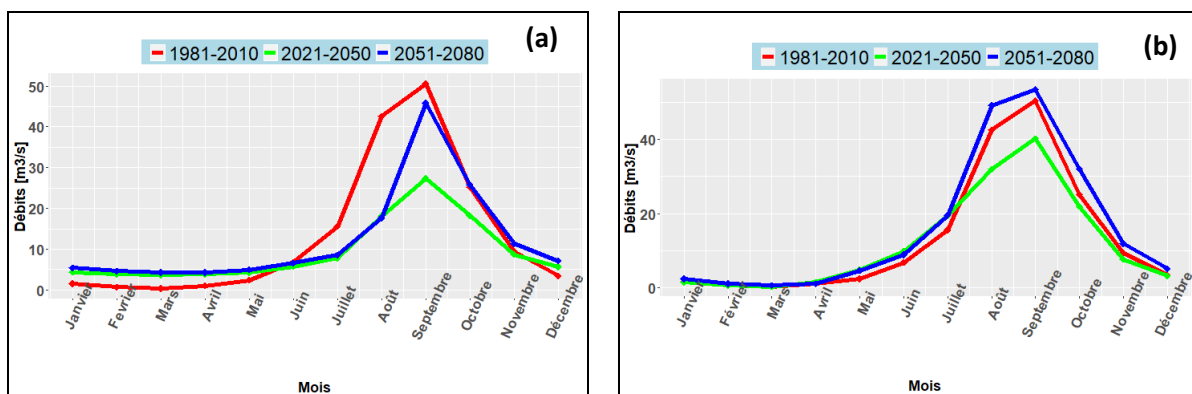 (a)
1981-2010 2021-2050 2051-2080
Débits [m3/s]
50
40
30
20
10
0
Janvier Fevrier Mars Avril Mai Juin Juillet Août Septembre Octobre Novembre Décembre
Mois
(b)
1981-2010 2021-2050 2051-2080
Débits [m3/s]
40
20
0
Janvier Février Mars Avril Mai Juin Juillet Août Septembre Octobre Novembre Décembre
Mois